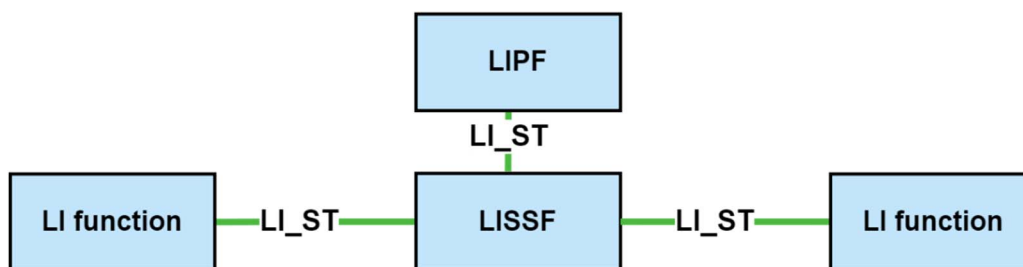 LIPF
LI_ST
LI function LI_ST LISSF LI_ST LI function